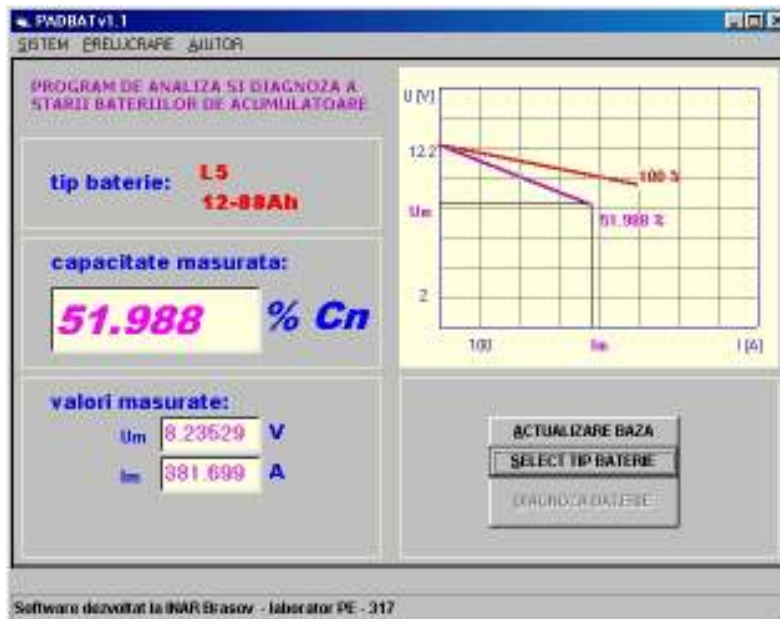 PADBATv1.1
SISTEM PRELUCRARE AJUTOR
PROGRAM DE ANALIZA SI DIAGNOZA A
STARII BATERIILOR DE ACUMULATOARE
tip baterie:
L5
12-88Ah
capacitate masurata:
51.988 % Cn
valori masurate:
Um 8.23529 V
Im 381.699 A
U [V]
12.2
Um
2
100 %
51.988 %
100 Im I [A]
ACTUALIZARE BAZA
SELECT TIP BATERIE
DIAGNOZA BATERIE
Software dezvoltat la INAR Brasov - laborator PE - 317